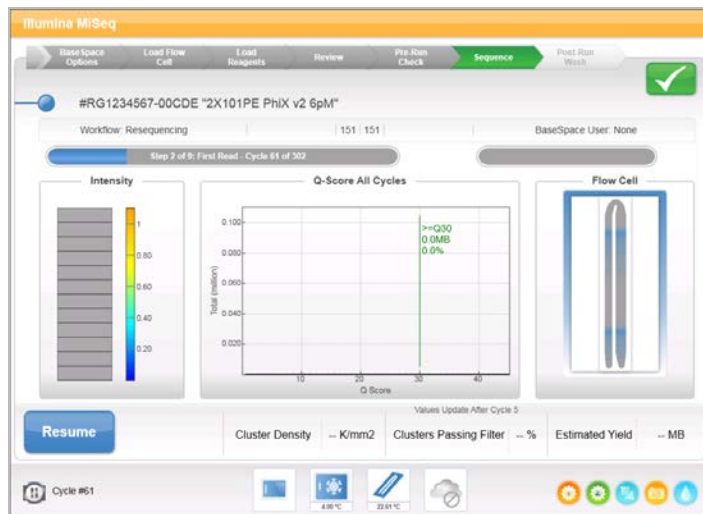 Illumina MiSeq
BaseSpace Options
Load Flow Cell
Load Reagents
Review
Pre-Run Check
Sequence
Post-Run Wash
#RG1234567-00CDE "2X101PE PhiX v2 6pM"
Workflow: Resequencing
151 | 151
BaseSpace User: None
Step 2 of 9: First Read - Cycle 61 of 302
Intensity
1
0.80
0.60
0.40
0.20
Q-Score All Cycles
Total (million)
0.100
0.080
0.060
0.040
0.020
>=Q30
0.0MB
0.0%
10 20 30 40
Q Score
Flow Cell
Values Update After Cycle 5
Resume
Cluster Density -- K/mm2
Clusters Passing Filter -- %
Estimated Yield -- MB
Cycle #61
4.00 °C
22.61 °C